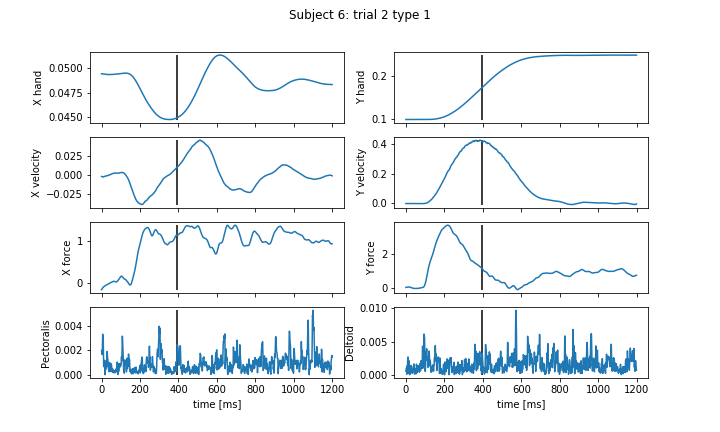 Subject 6: trial 2 type 1
X hand
0.0500
0.0475
0.0450
Y hand
0.2
0.1
X velocity
0.025
0.000
−0.025
Y velocity
0.4
0.2
0.0
X force
1
0
Y force
2
0
Pectoralis
0.004
0.002
0.000
0 200 400 600 800 1000 1200
time [ms]
Deltoid
0.010
0.005
0.000
0 200 400 600 800 1000 1200
time [ms]